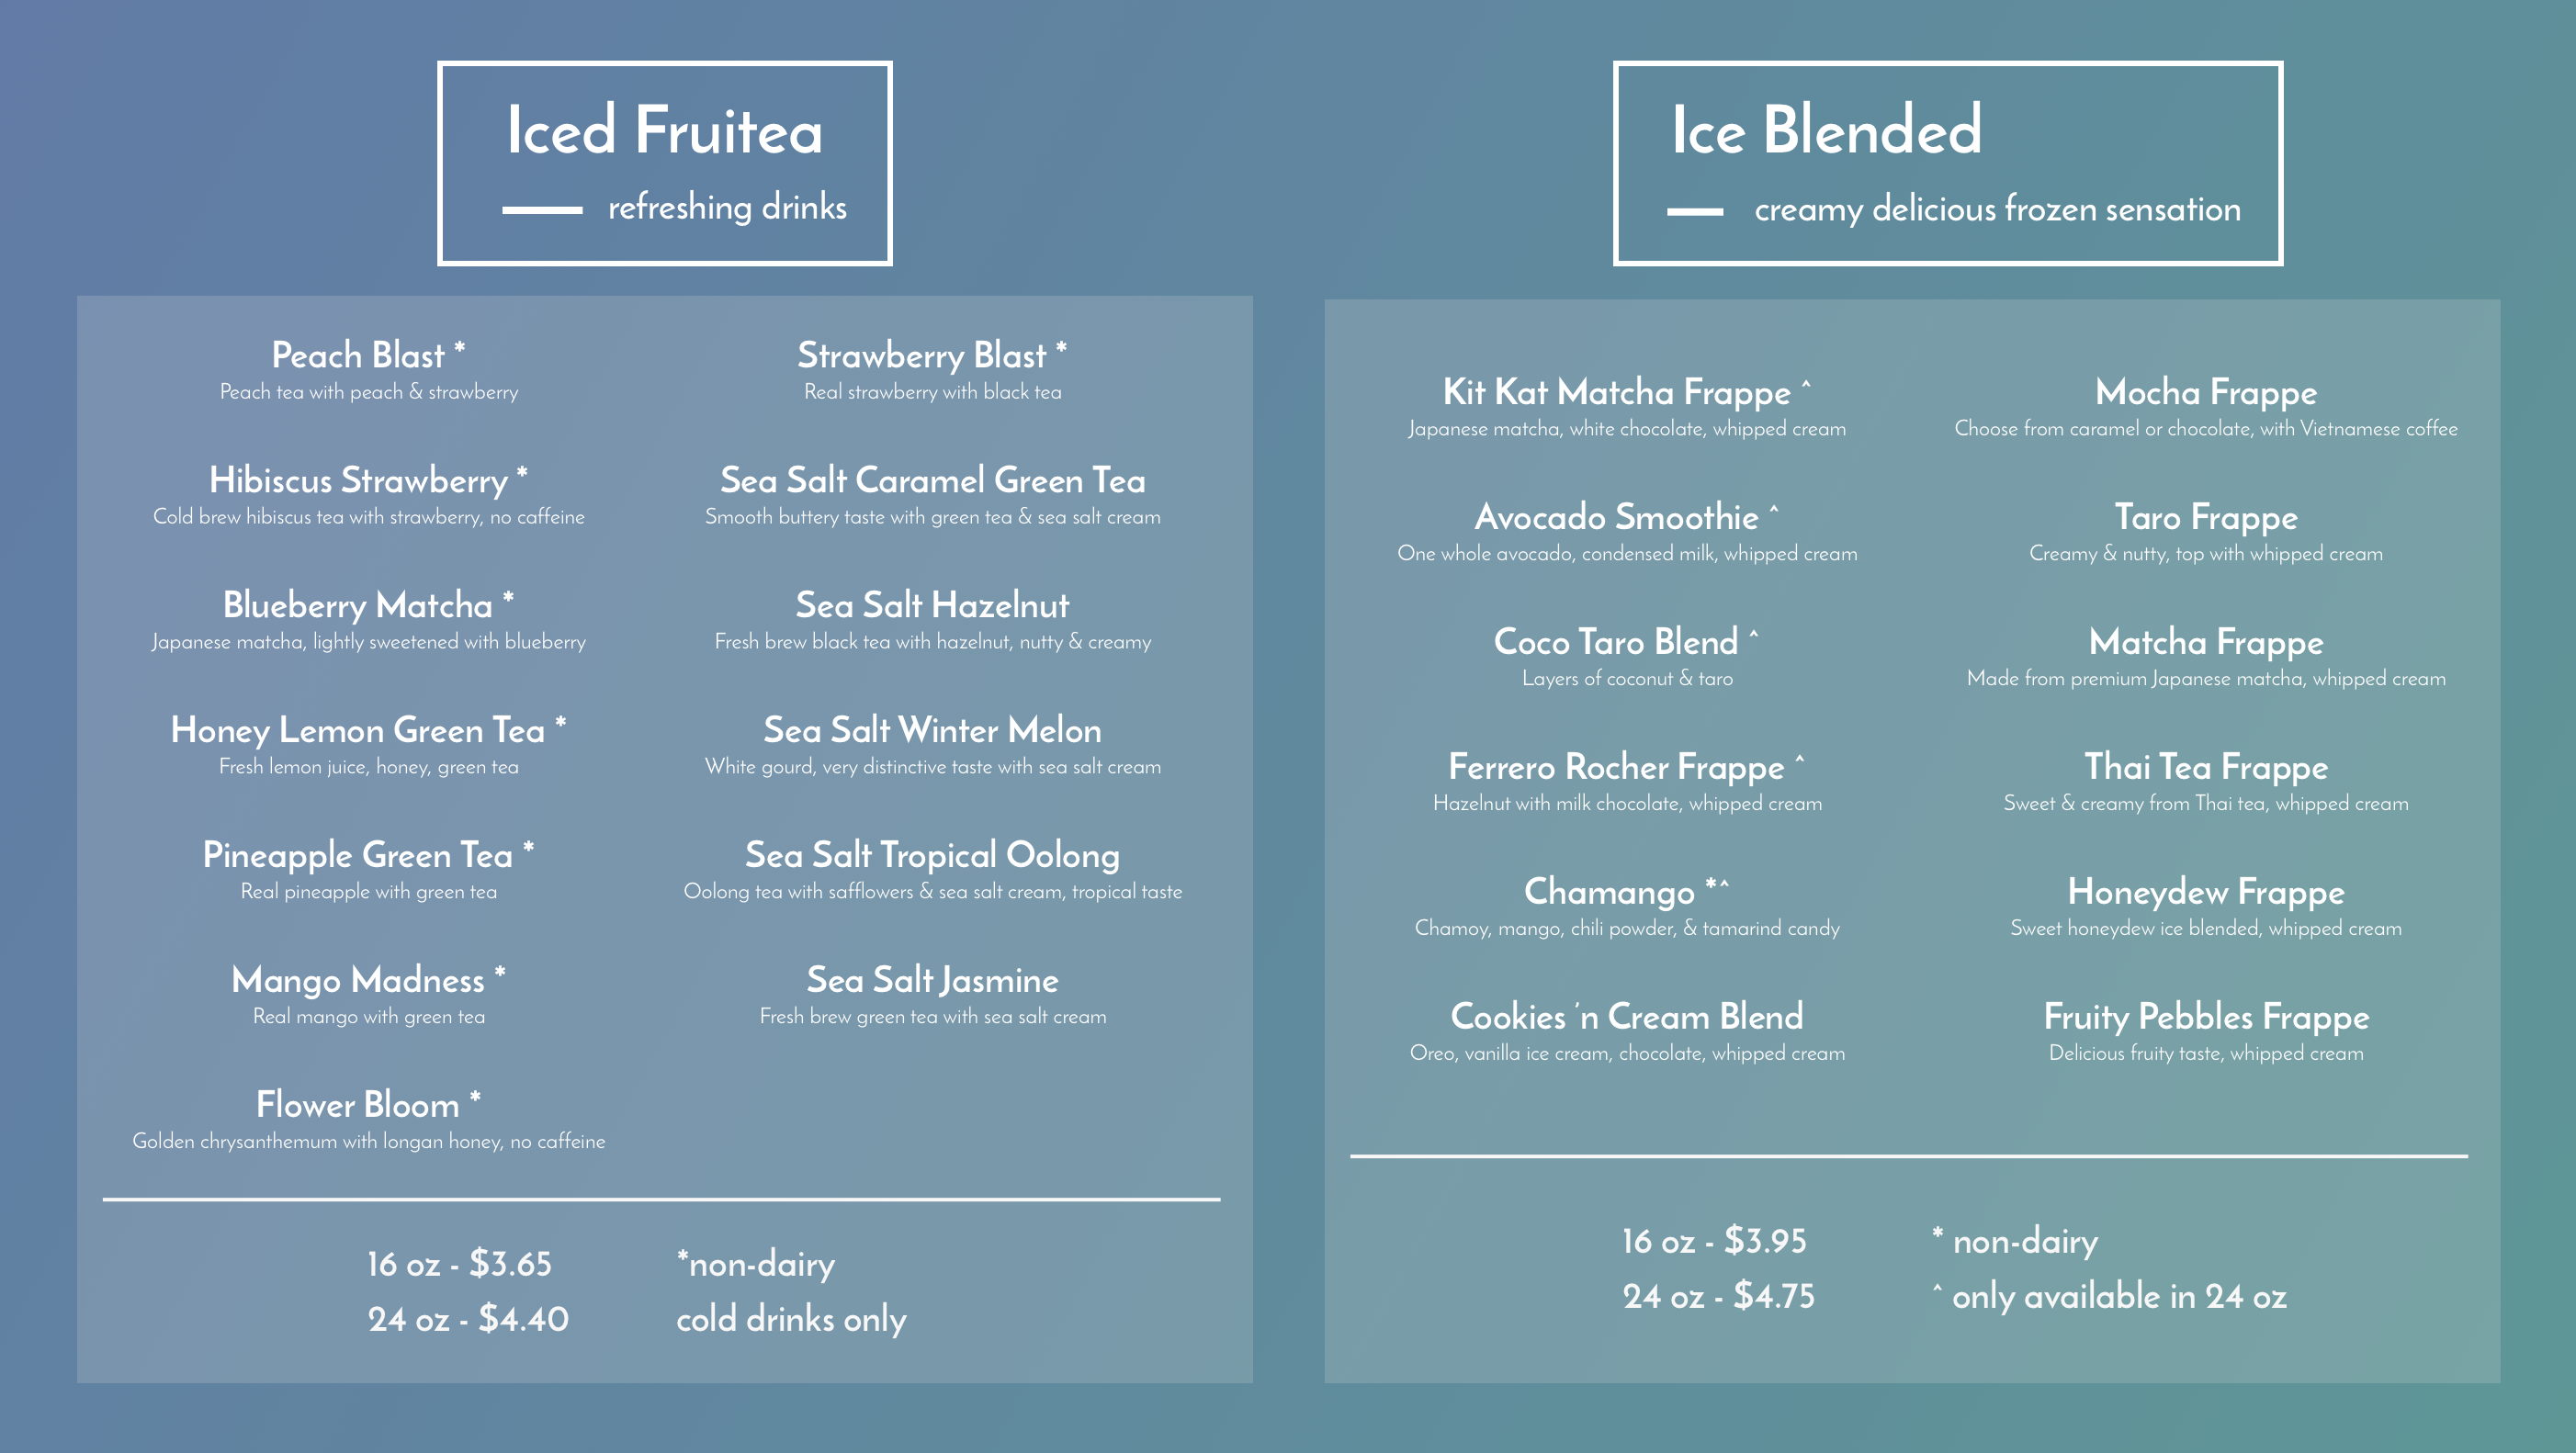 Iced Fruitea
refreshing drinks
Peach Blast *
Peach tea with peach & strawberry
Hibiscus Strawberry *
Cold brew hibiscus tea with strawberry, no caffeine
Blueberry Matcha *
Japanese matcha, lightly sweetened with blueberry
Honey Lemon Green Tea *
Fresh lemon juice, honey, green tea
Pineapple Green Tea *
Real pineapple with green tea
Mango Madness *
Real mango with green tea
Flower Bloom *
Golden chrysanthemum with longan honey, no caffeine
Strawberry Blast *
Real strawberry with black tea
Sea Salt Caramel Green Tea
Smooth buttery taste with green tea & sea salt cream
Sea Salt Hazelnut
Fresh brew black tea with hazelnut, nutty & creamy
Sea Salt Winter Melon
White gourd, very distinctive taste with sea salt cream
Sea Salt Tropical Oolong
Oolong tea with safflowers & sea salt cream, tropical taste
Sea Salt Jasmine
Fresh brew green tea with sea salt cream
16 oz - $3.65
24 oz - $4.40
*non-dairy
cold drinks only
Ice Blended
creamy delicious frozen sensation
Kit Kat Matcha Frappe ^
Japanese matcha, white chocolate, whipped cream
Avocado Smoothie ^
One whole avocado, condensed milk, whipped cream
Coco Taro Blend ^
Layers of coconut & taro
Ferrero Rocher Frappe ^
Hazelnut with milk chocolate, whipped cream
Chamango *^
Chamoy, mango, chili powder, & tamarind candy
Cookies 'n Cream Blend
Oreo, vanilla ice cream, chocolate, whipped cream
Mocha Frappe
Choose from caramel or chocolate, with Vietnamese coffee
Taro Frappe
Creamy & nutty, top with whipped cream
Matcha Frappe
Made from premium Japanese matcha, whipped cream
Thai Tea Frappe
Sweet & creamy from Thai tea, whipped cream
Honeydew Frappe
Sweet honeydew ice blended, whipped cream
Fruity Pebbles Frappe
Delicious fruity taste, whipped cream
16 oz - $3.95
24 oz - $4.75
* non-dairy
^ only available in 24 oz